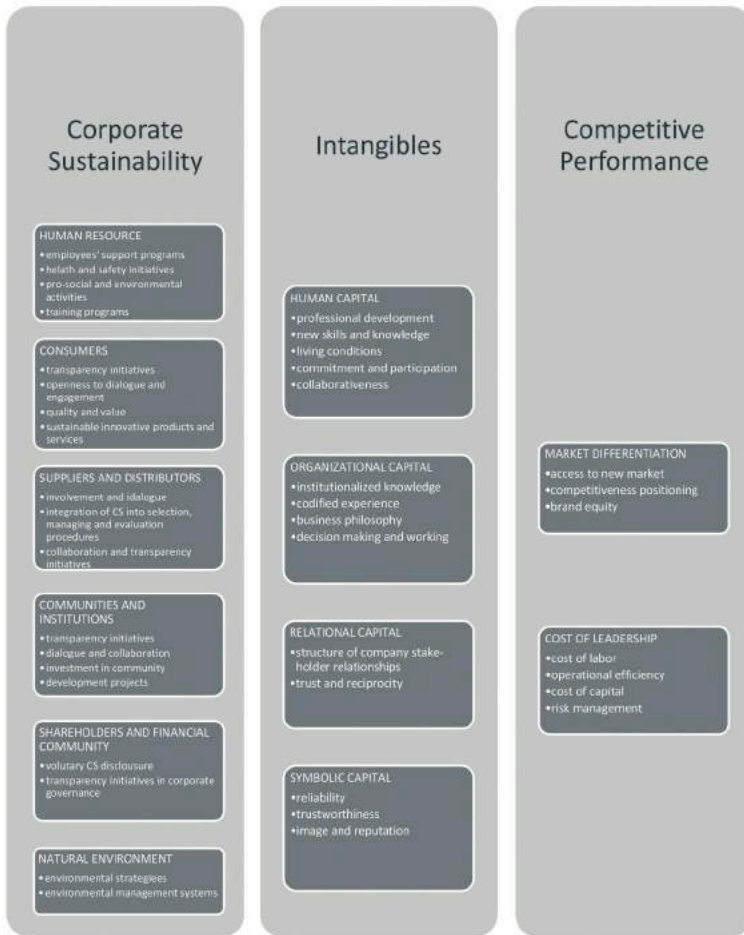 Corporate
Sustainability
HUMAN RESOURCE
• employees' support programs
• helath and safety initiatives
• pro-social and environmental
activities
• training programs
CONSUMERS
• transparency initiatives
• openness to dialogue and
engagement
• quality and value
• sustainable innovative products and
services
SUPPLIERS AND DISTRIBUTORS
• involvement and idalogue
• integration of CS into selection,
managing and evaluation
procedures
• collaboration and transparency
initiatives
COMMUNITIES AND
INSTITUTIONS
• transparency initiatives
• dialogue and collaboration
• investment in community
• development projects
SHAREHOLDERS AND FINANCIAL
COMMUNITY
• volutary CS disclousure
• transparency initiatives in corporate
governance
NATURAL ENVIRONMENT
• environmental strategiees
• environmental management systems
Intangibles
HUMAN CAPITAL
• professional development
• new skills and knowledge
• living conditions
• commitment and participation
• collaborativeness
ORGANIZATIONAL CAPITAL
• institutionalized knowledge
• codified experience
• business philosophy
• decision making and working
RELATIONAL CAPITAL
• structure of company stake-
holder relationships
• trust and reciprocity
SYMBOLIC CAPITAL
• reliability
• trustworthiness
• image and reputation
Competitive
Performance
MARKET DIFFERENTIATION
• access to new market
• competitiveness positioning
• brand equity
COST OF LEADERSHIP
• cost of labor
• operational efficiency
• cost of capital
• risk management